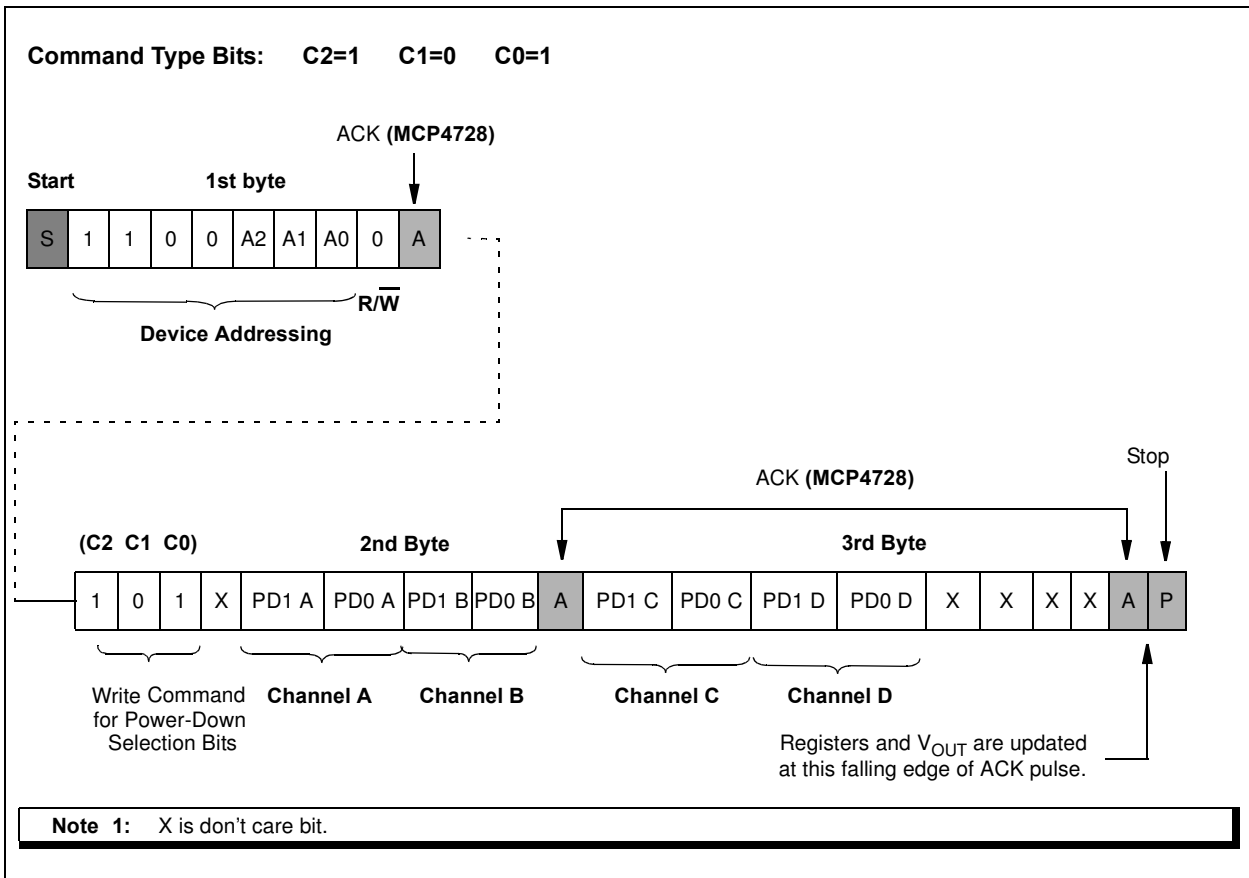 Command Type Bits: C2=1 C1=0 C0=1
ACK (MCP4728)
Start 1st byte
S 1 1 0 0 A2 A1 A0 0 A
R/W̅
Device Addressing
Stop
ACK (MCP4728)
(C2 C1 C0) 2nd Byte 3rd Byte
1 0 1 X PD1 A PD0 A PD1 B PD0 B A PD1 C PD0 C PD1 D PD0 D X X X X A P
Write Command
for Power-Down
Selection Bits
Channel A Channel B Channel C Channel D
Registers and VOUT are updated
at this falling edge of ACK pulse.
Note 1: X is don't care bit.